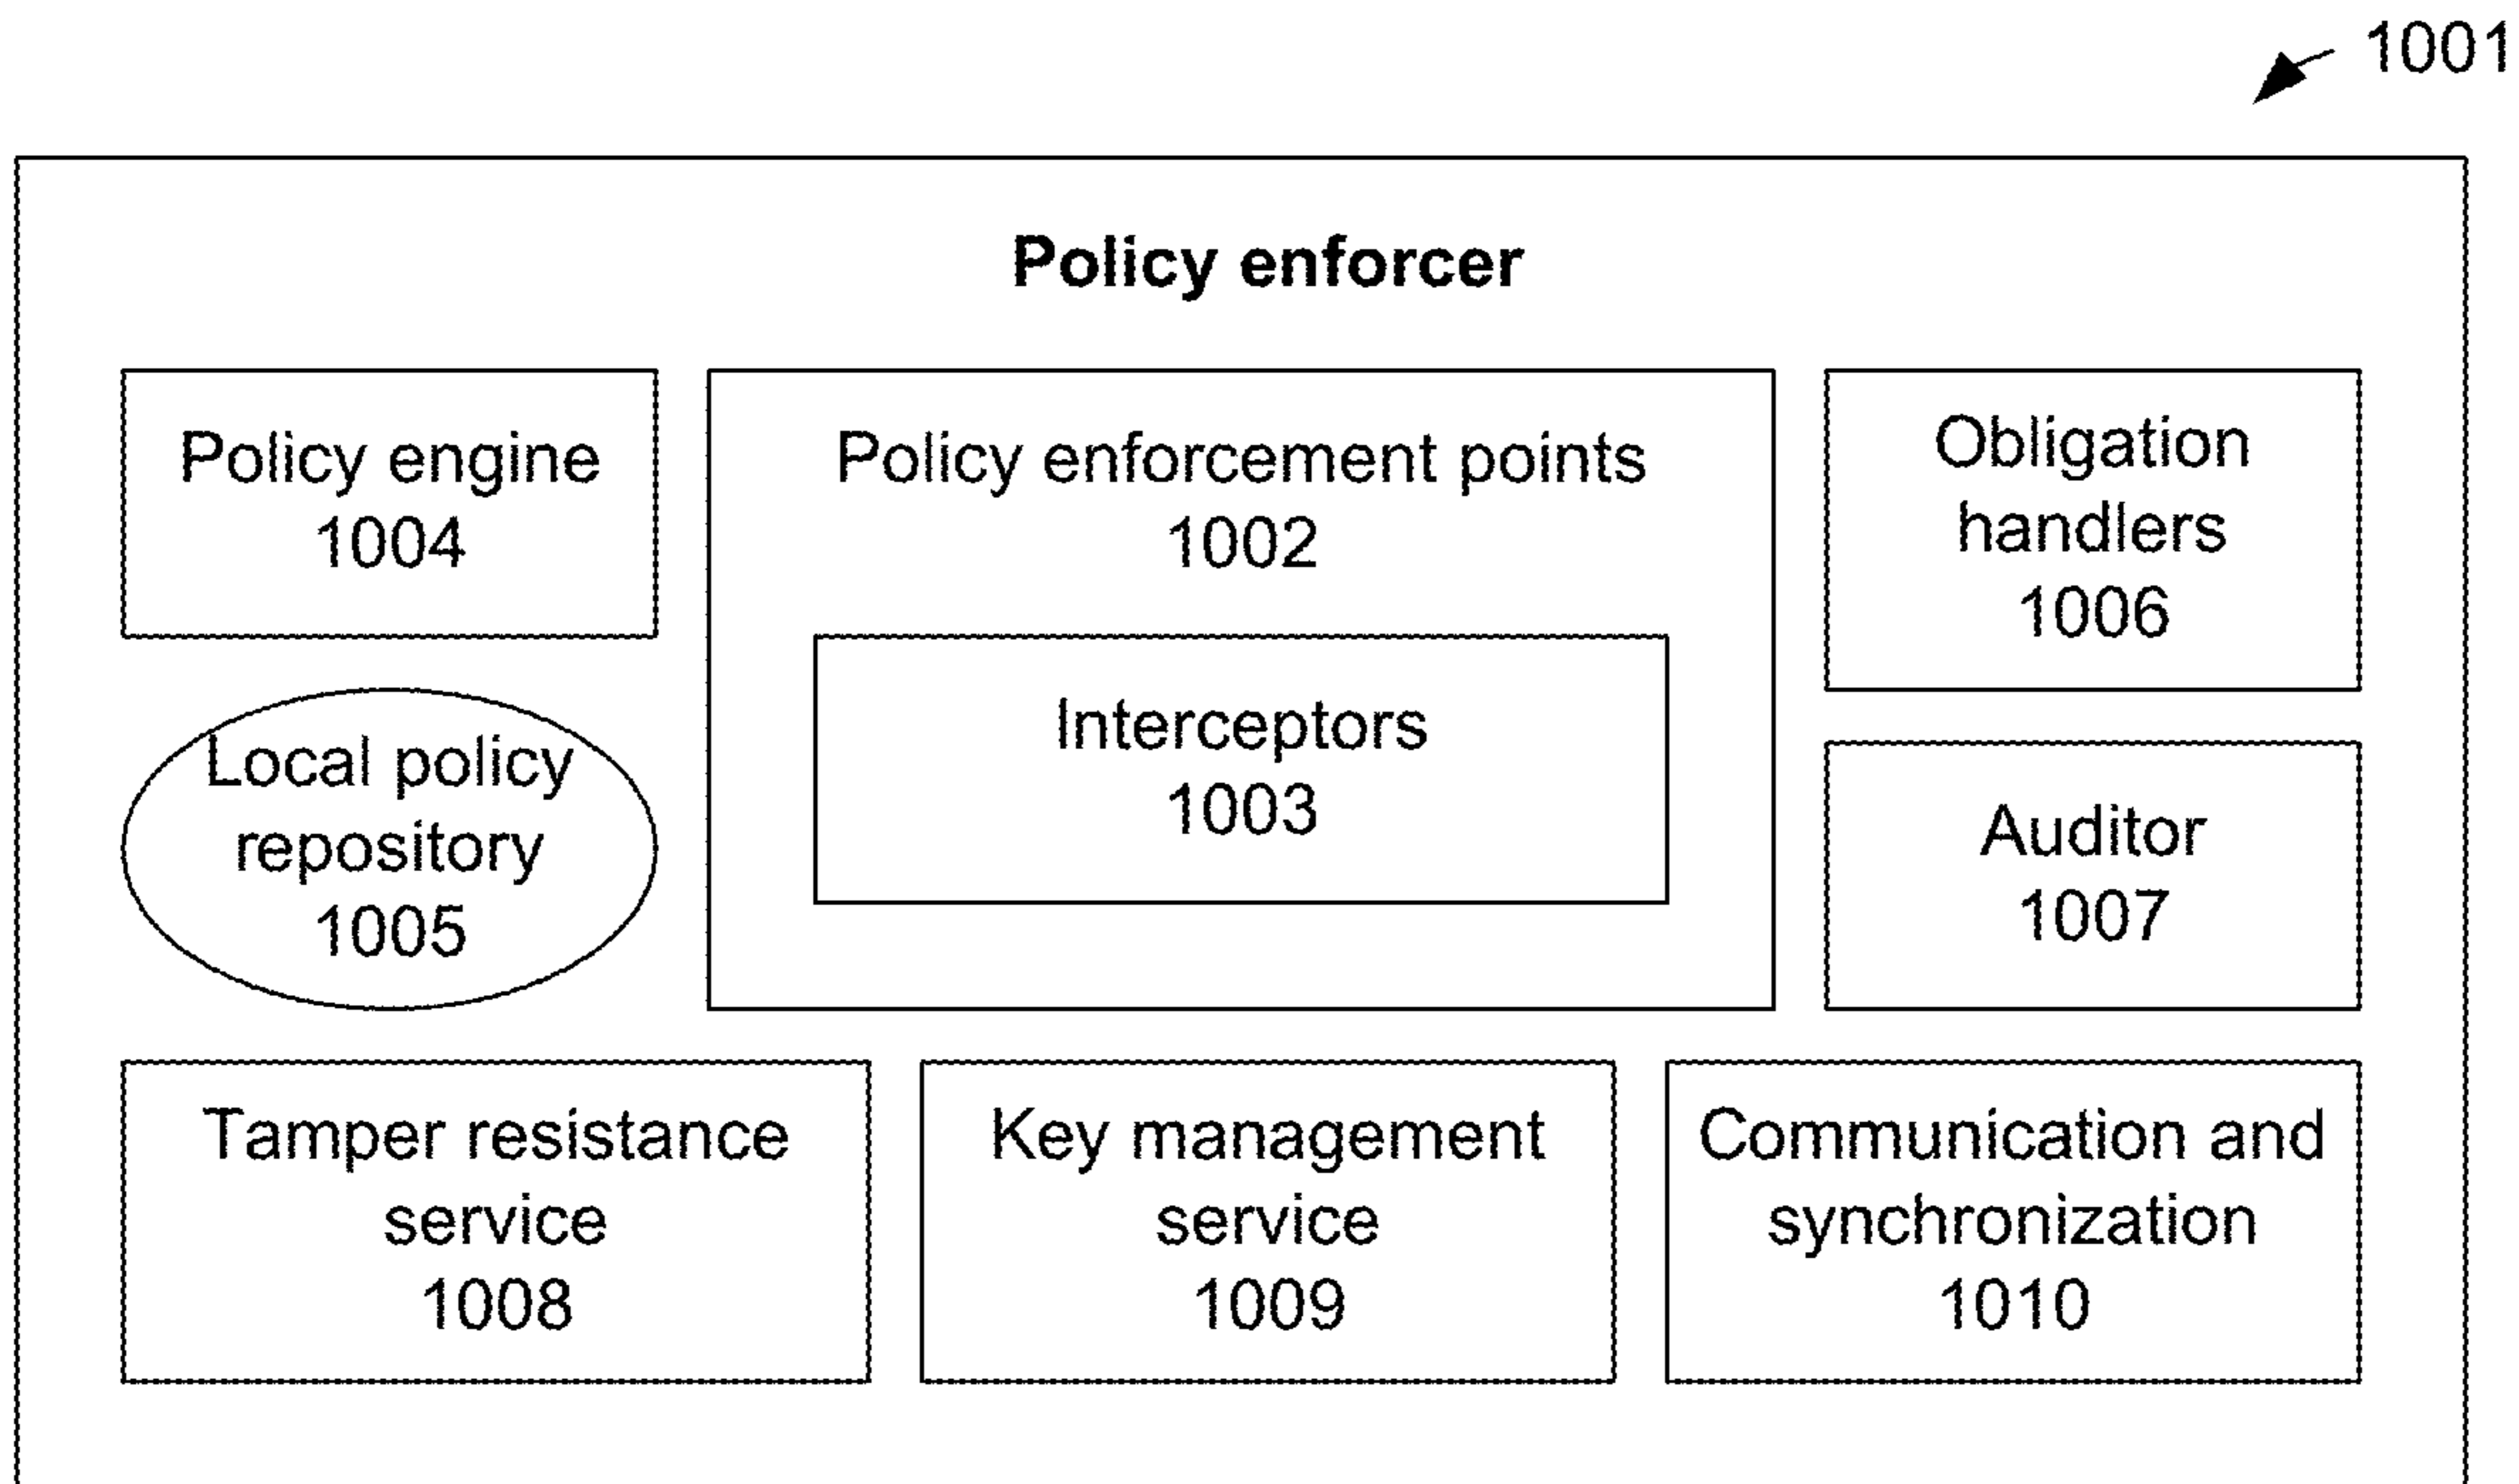 1001
Policy enforcer
Policy engine
1004
Policy enforcement points
1002
Obligation
handlers
1006
Interceptors
1003
Local policy
repository
1005
Auditor
1007
Tamper resistance
service
1008
Key management
service
1009
Communication and
synchronization
1010